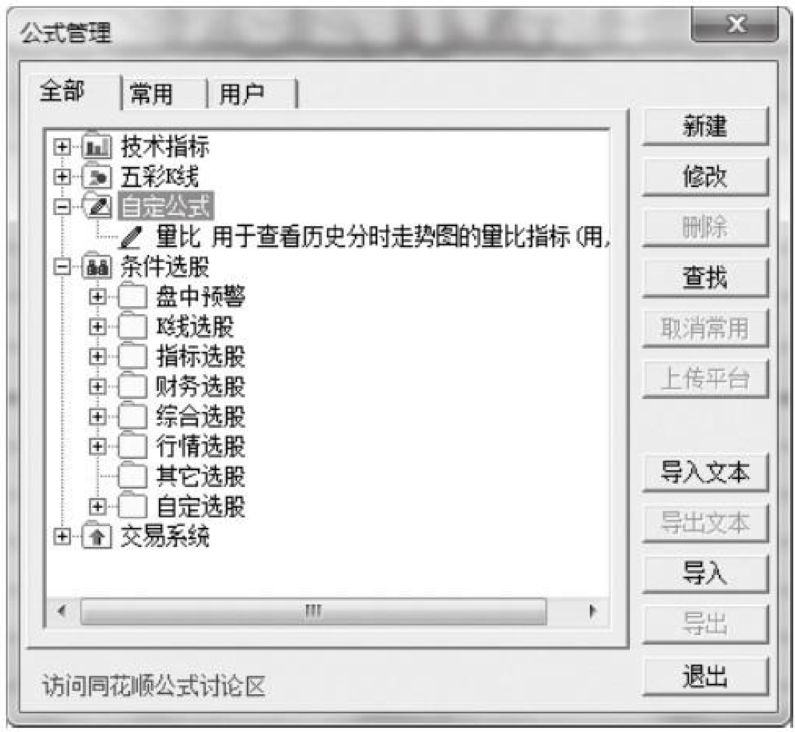 公式管理
全部 常用 用户
技术指标
五彩K线
自定公式
量比 用于查看历史分时走势图的量比指标(用,
条件选股
盘中预警
K线选股
指标选股
财务选股
综合选股
行情选股
其它选股
自定选股
交易系统
新建
修改
删除
查找
取消常用
上传平台
导入文本
导出文本
导入
导出
退出
访问同花顺公式讨论区